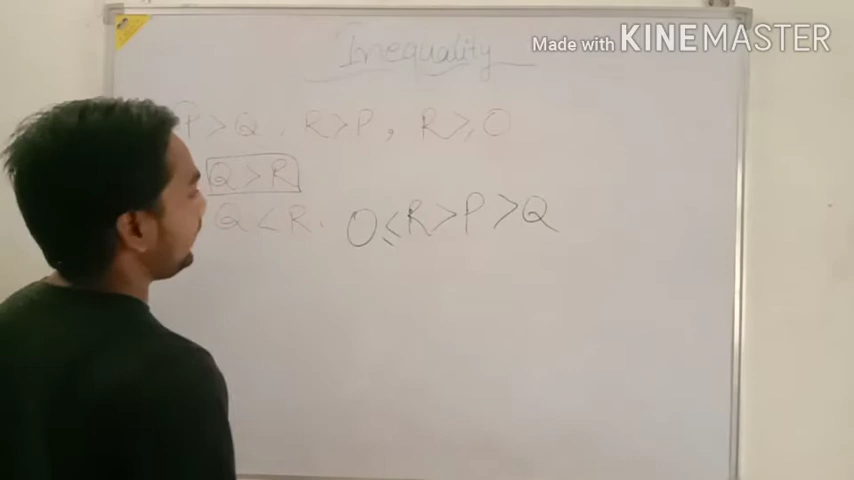 Inequality
Made with KINEMASTER
P > Q , R > P , R ≥ O
Q > R
Q < R . O ≤ R > P > Q